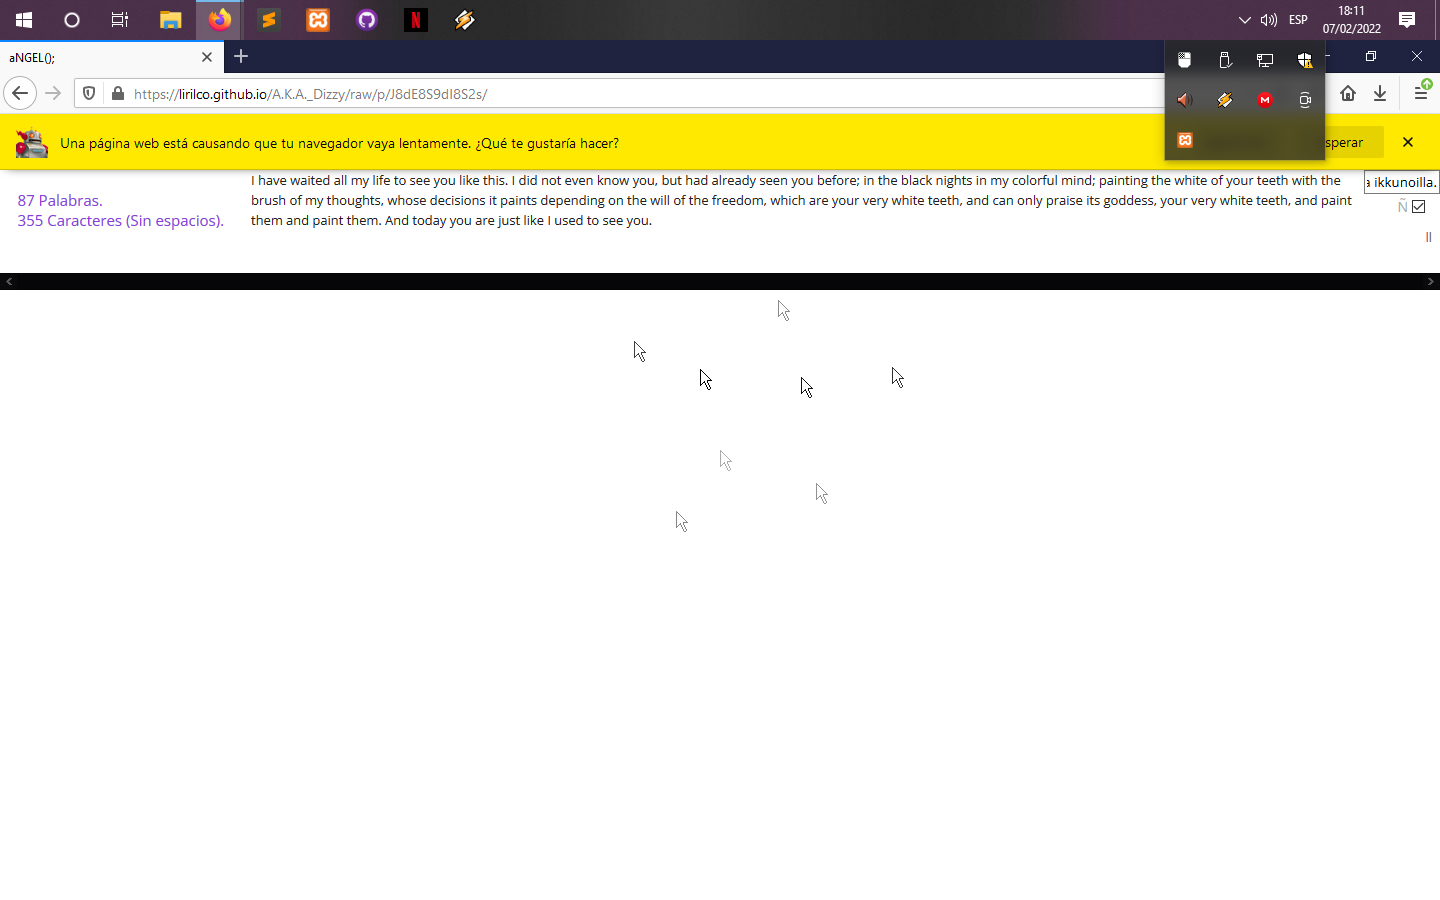 18:11
ESP
07/02/2022
aNGEL();
https://lirilco.github.io/A.K.A._Dizzy/raw/p/J8dE8S9dI8S2s/
Una página web está causando que tu navegador vaya lentamente. ¿Qué te gustaría hacer?
sperar
87 Palabras.
355 Caracteres (Sin espacios).
I have waited all my life to see you like this. I did not even know you, but had already seen you before; in the black nights in my colorful mind; painting the white of your teeth with the
brush of my thoughts, whose decisions it paints depending on the will of the freedom, which are your very white teeth, and can only praise its goddess, your very white teeth, and paint
them and paint them. And today you are just like I used to see you.
a ikkunoilla.
Ñ
||